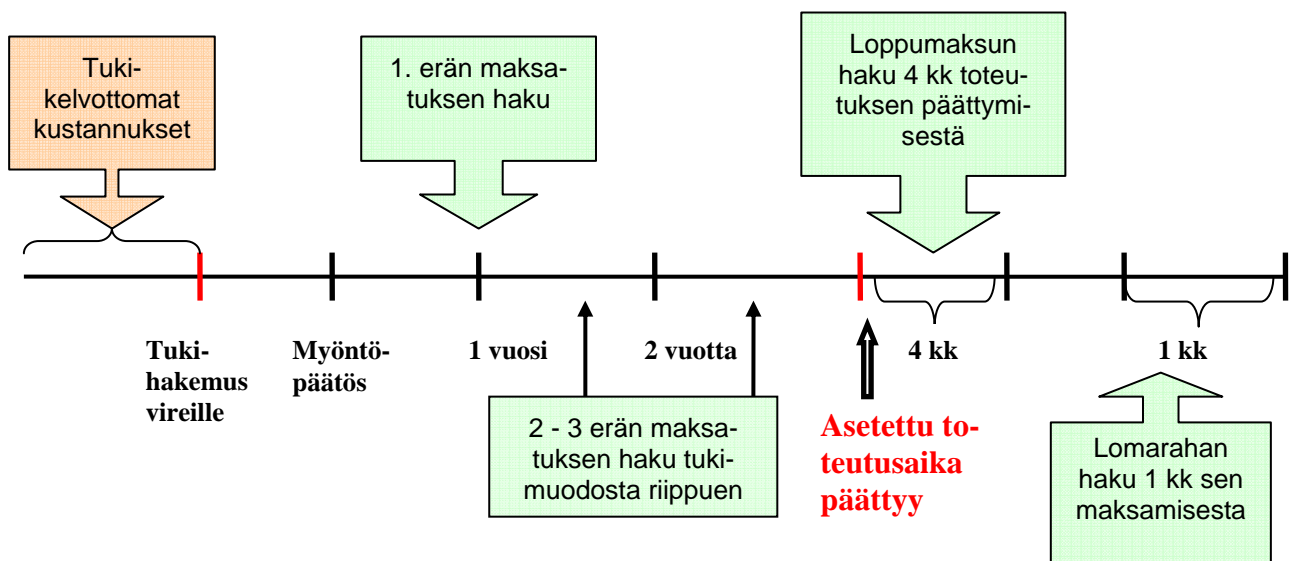 Tuki-
kelvottomat
kustannukset
1. erän maksa-
tuksen haku
Loppumaksun
haku 4 kk toteu-
tuksen päättymi-
sestä
Tuki-
hakemus
vireille
Myöntö-
päätös
1 vuosi
2 vuotta
4 kk
1 kk
2 - 3 erän maksa-
tuksen haku tuki-
muodosta riippuen
Asetettu to-
teutusaika
päättyy
Lomarahan
haku 1 kk sen
maksamisesta